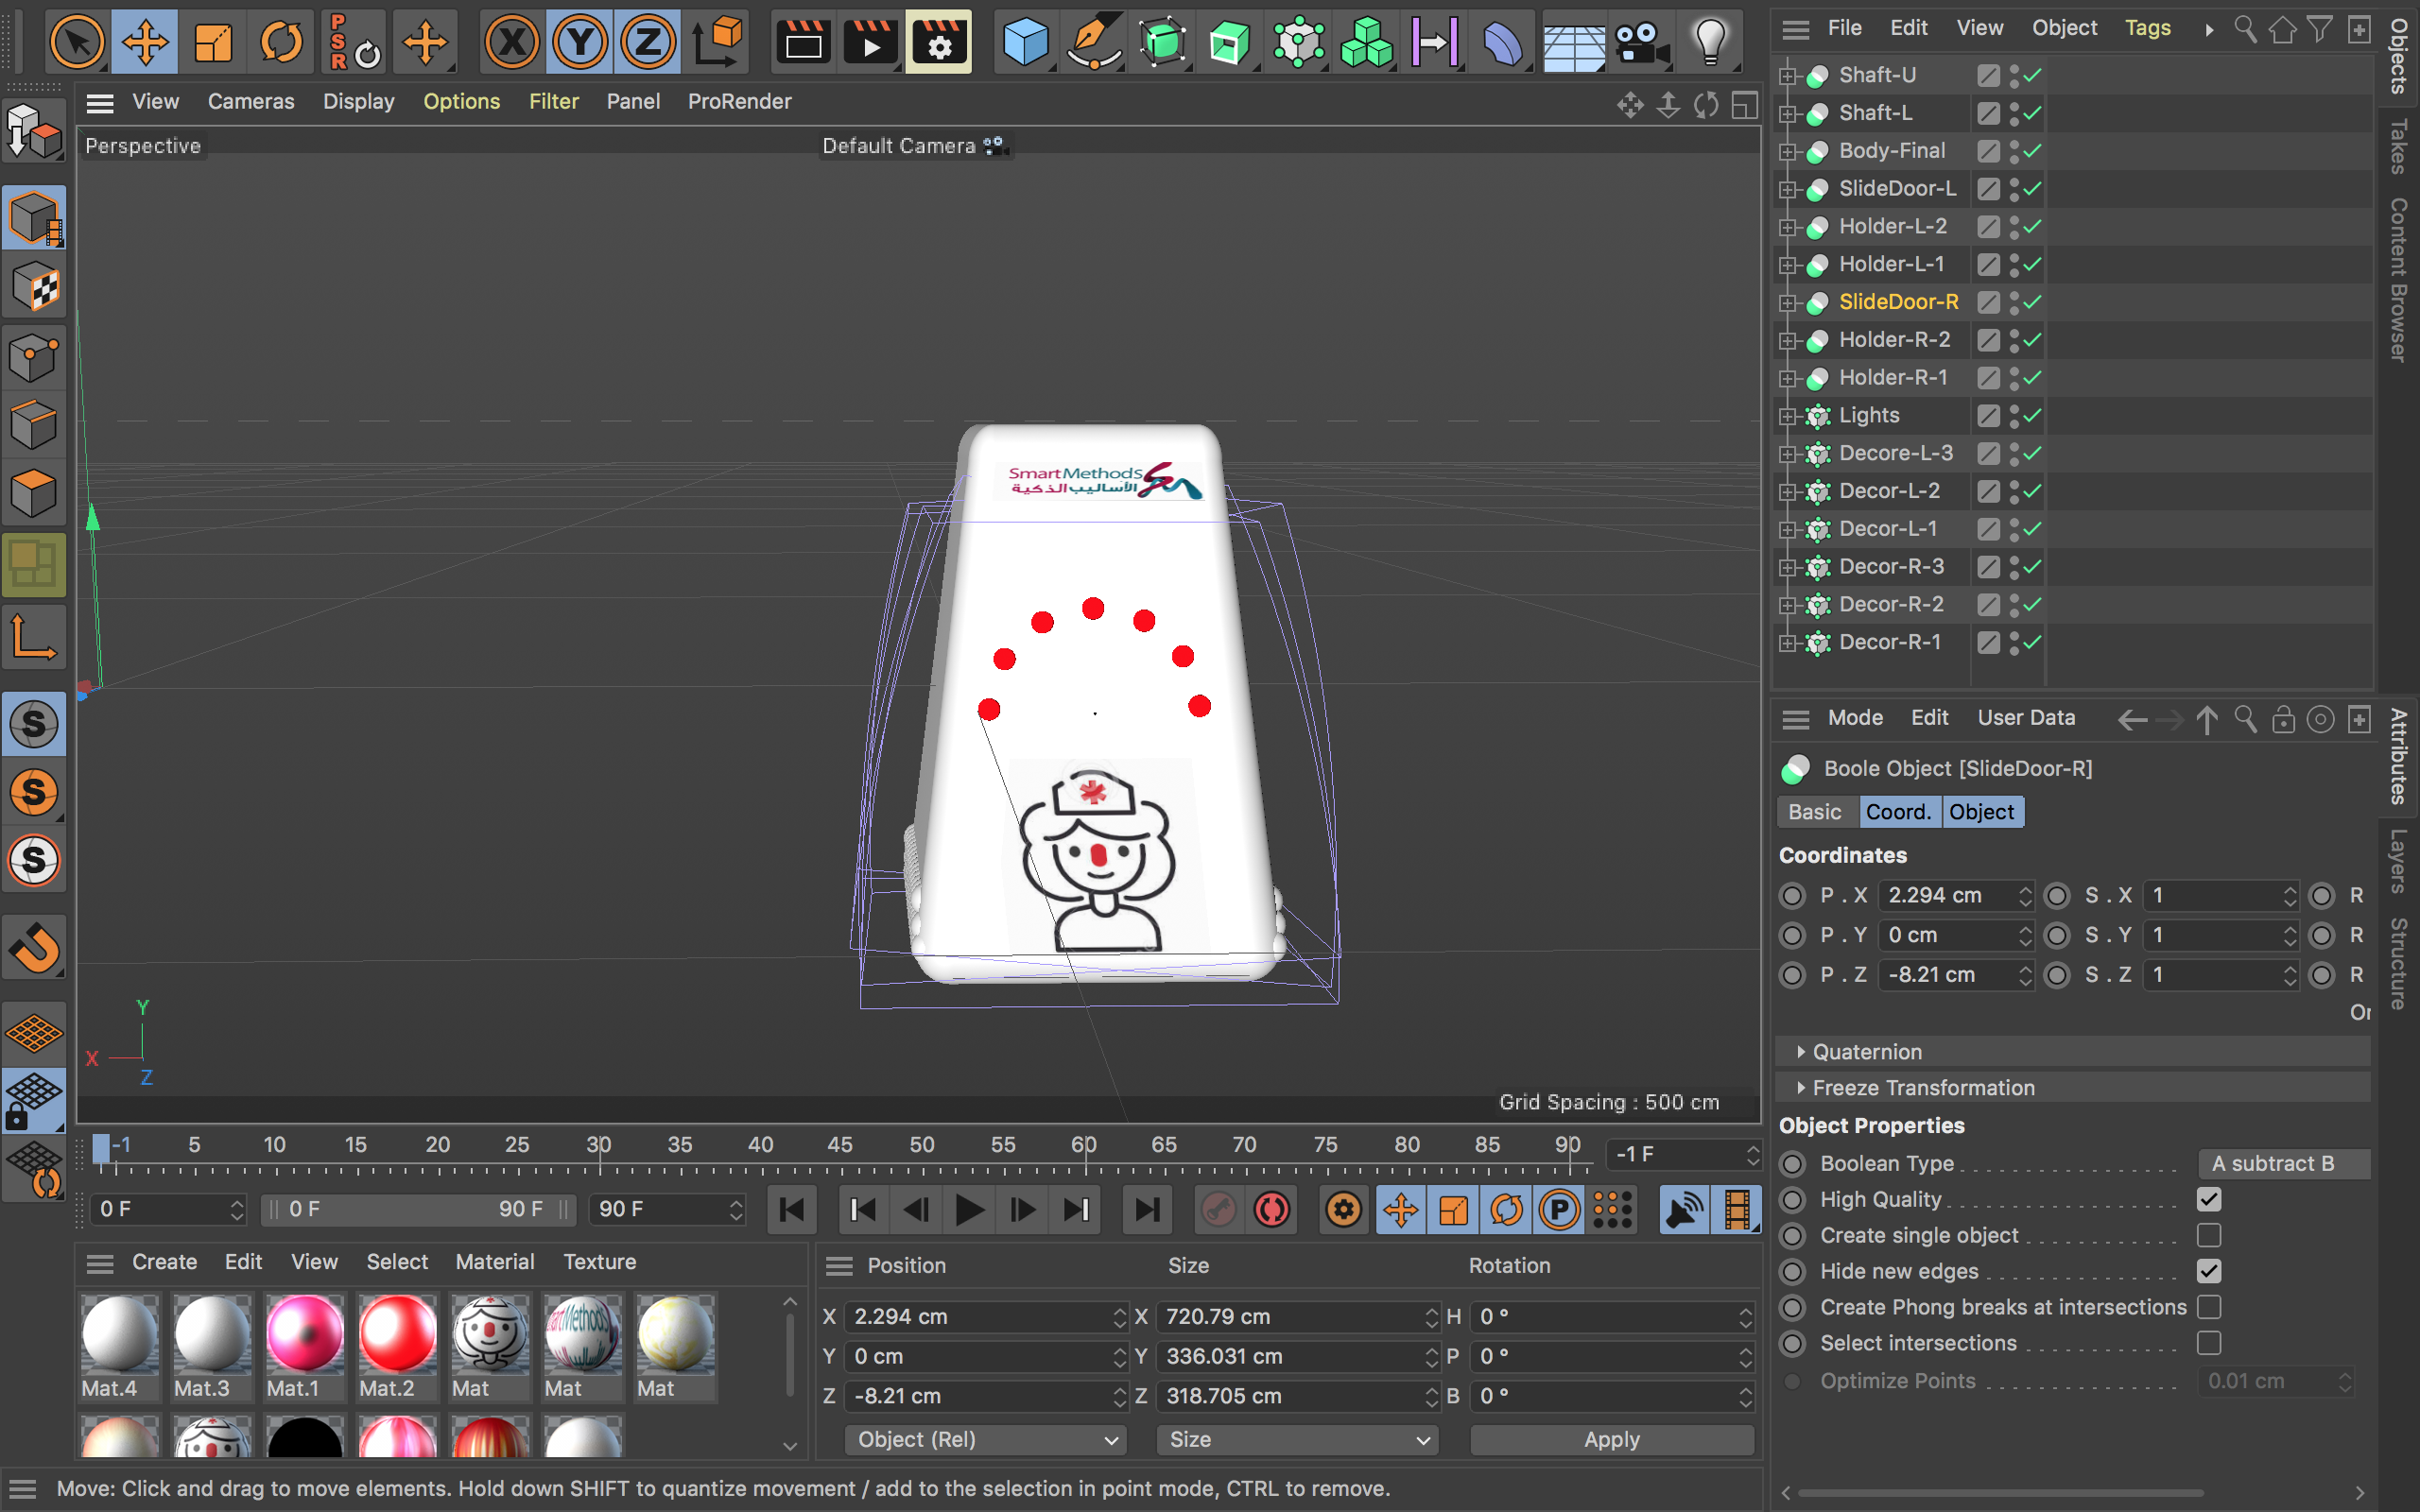 PSR
X
Y
Z
File Edit View Object Tags
Objects
Takes
Content Browser
View Cameras Display Options Filter Panel ProRender
Perspective
Default Camera
Shaft-U
Shaft-L
Body-Final
SlideDoor-L
Holder-L-2
Holder-L-1
SlideDoor-R
Holder-R-2
Holder-R-1
Lights
Decore-L-3
Decor-L-2
Decor-L-1
Decor-R-3
Decor-R-2
Decor-R-1
SmartMethods
الأساليب الذكية
S
S
S
Y
X
Z
Grid Spacing : 500 cm
Mode Edit User Data
Attributes
Layers
Structure
Boole Object [SlideDoor-R]
Basic Coord. Object
Coordinates
P . X 2.294 cm S . X 1 R
P . Y 0 cm S . Y 1 R
P . Z -8.21 cm S . Z 1 R
Or
Quaternion
Freeze Transformation
Object Properties
Boolean Type A subtract B
High Quality
Create single object
Hide new edges
Create Phong breaks at intersections
Select intersections
Optimize Points 0.01 cm
-1 5 10 15 20 25 30 35 40 45 50 55 60 65 70 75 80 85 90 -1 F
0 F 0 F 90 F 90 F
P
Create Edit View Select Material Texture
Mat.4 Mat.3 Mat.1 Mat.2 Mat Mat Mat
Position Size Rotation
X 2.294 cm X 720.79 cm H 0 °
Y 0 cm Y 336.031 cm P 0 °
Z -8.21 cm Z 318.705 cm B 0 °
Object (Rel) Size Apply
Move: Click and drag to move elements. Hold down SHIFT to quantize movement / add to the selection in point mode, CTRL to remove.